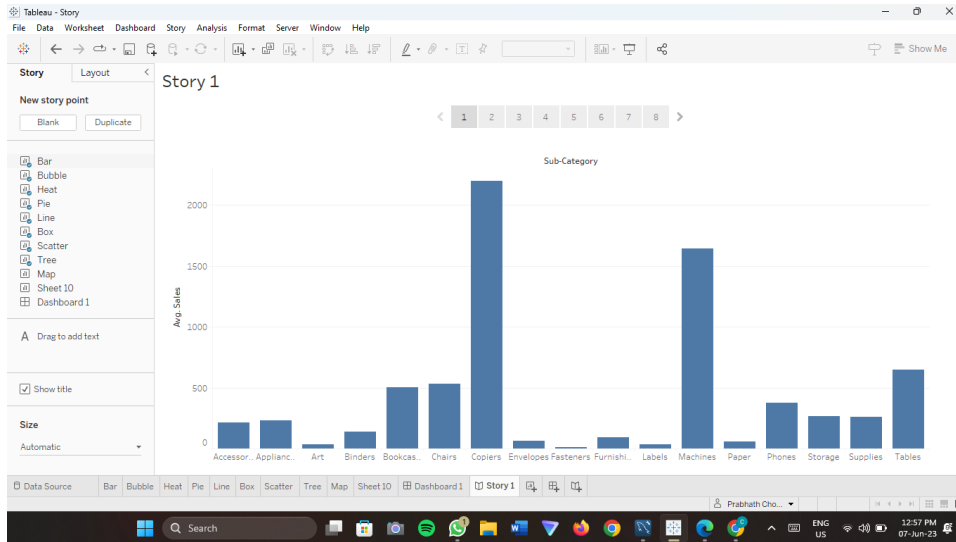 Tableau - Story
File Data Worksheet Dashboard Story Analysis Format Server Window Help
Show Me
Story Layout
New story point
Blank Duplicate
Bar
Bubble
Heat
Pie
Line
Box
Scatter
Tree
Map
Sheet 10
Dashboard 1
A Drag to add text
Show title
Size
Automatic
Story 1
1 2 3 4 5 6 7 8
Sub-Category
Avg. Sales
2000
1500
1000
500
0
Accessor.. Applianc.. Art Binders Bookcas.. Chairs Copiers Envelopes Fasteners Furnishi.. Labels Machines Paper Phones Storage Supplies Tables
Data Source Bar Bubble Heat Pie Line Box Scatter Tree Map Sheet 10 Dashboard 1 Story 1
Prabhath Cho...
Search
ENG
US
12:57 PM
07-Jun-23